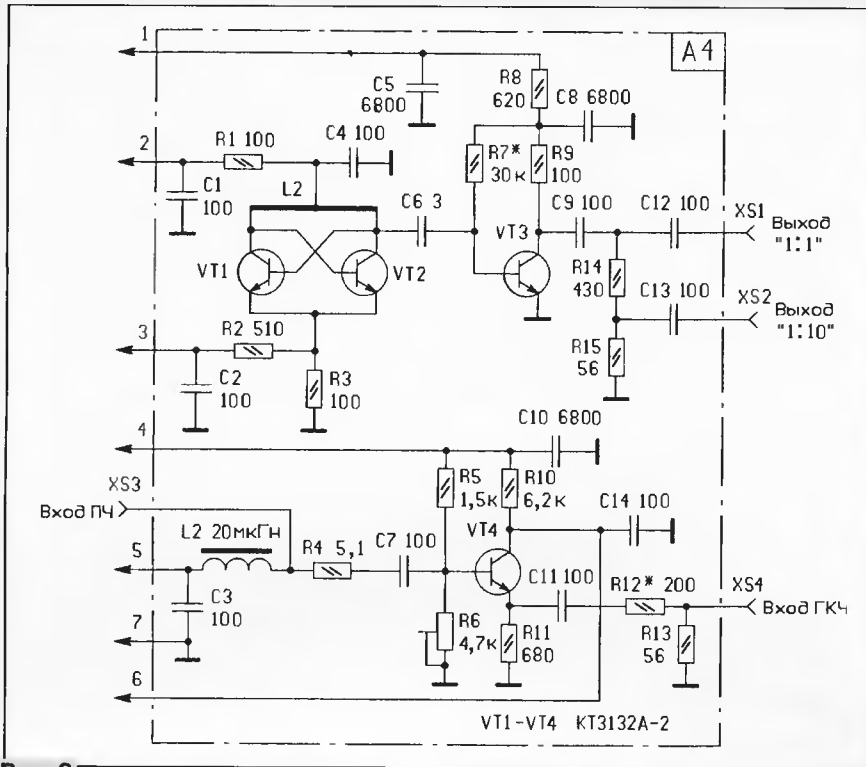 1
A4
R8
620
C5
6800
C8 6800
2
R1 100
C4 100
R7*
30к
R9
100
C1
100
L2
C6 3
C9 100
C12 100
XS1
Выход
"1:1"
VT3
VT1
VT2
R14
430
C13 100
XS2
Выход
"1:10"
3
R2 510
R15
56
C2
100
R3
100
4
C10 6800
XS3
Вход ПЧ
R5
1,5к
R10
6,2к
C14 100
L2 20мкГн
VT4
5
R4 5,1
C7 100
C11 100
R12* 200
XS4
Вход ГКЧ
C3
100
R6
4,7к
R11
680
R13
56
7
6
VT1-VT4 КТ3132А-2